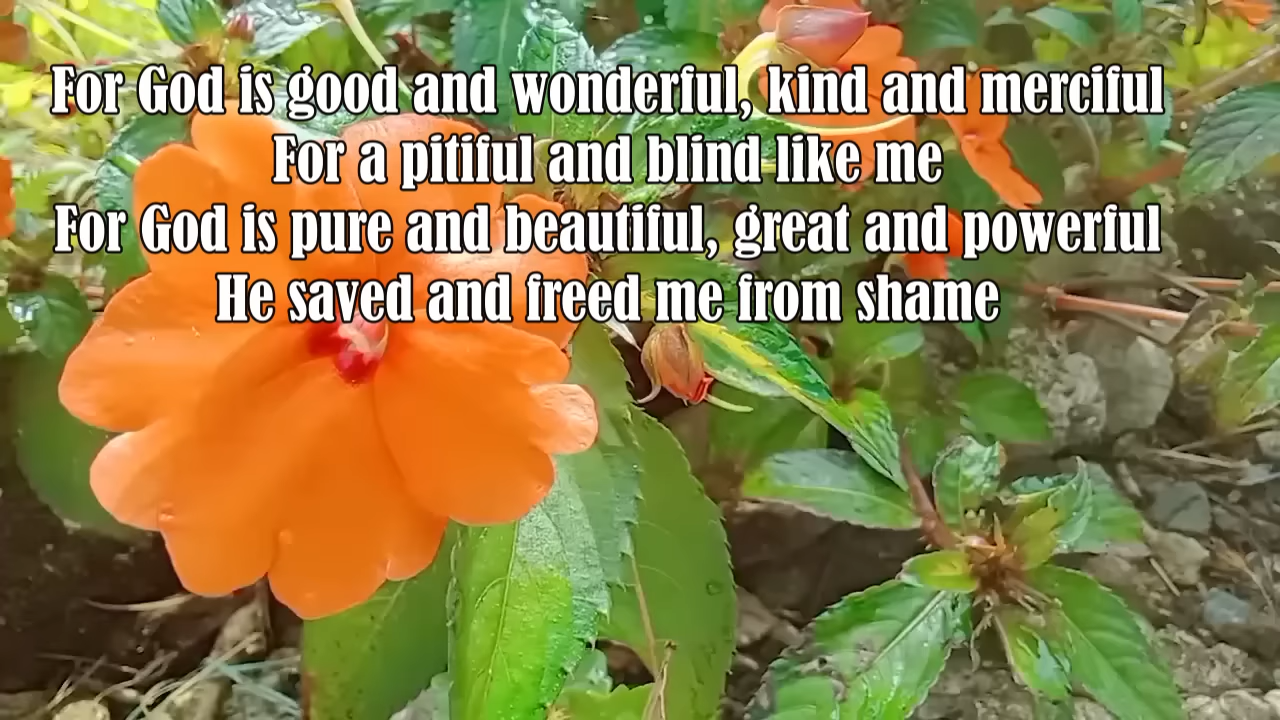 For God is good and wonderful, kind and merciful
For a pitiful and blind like me
For God is pure and beautiful, great and powerful
He saved and freed me from shame